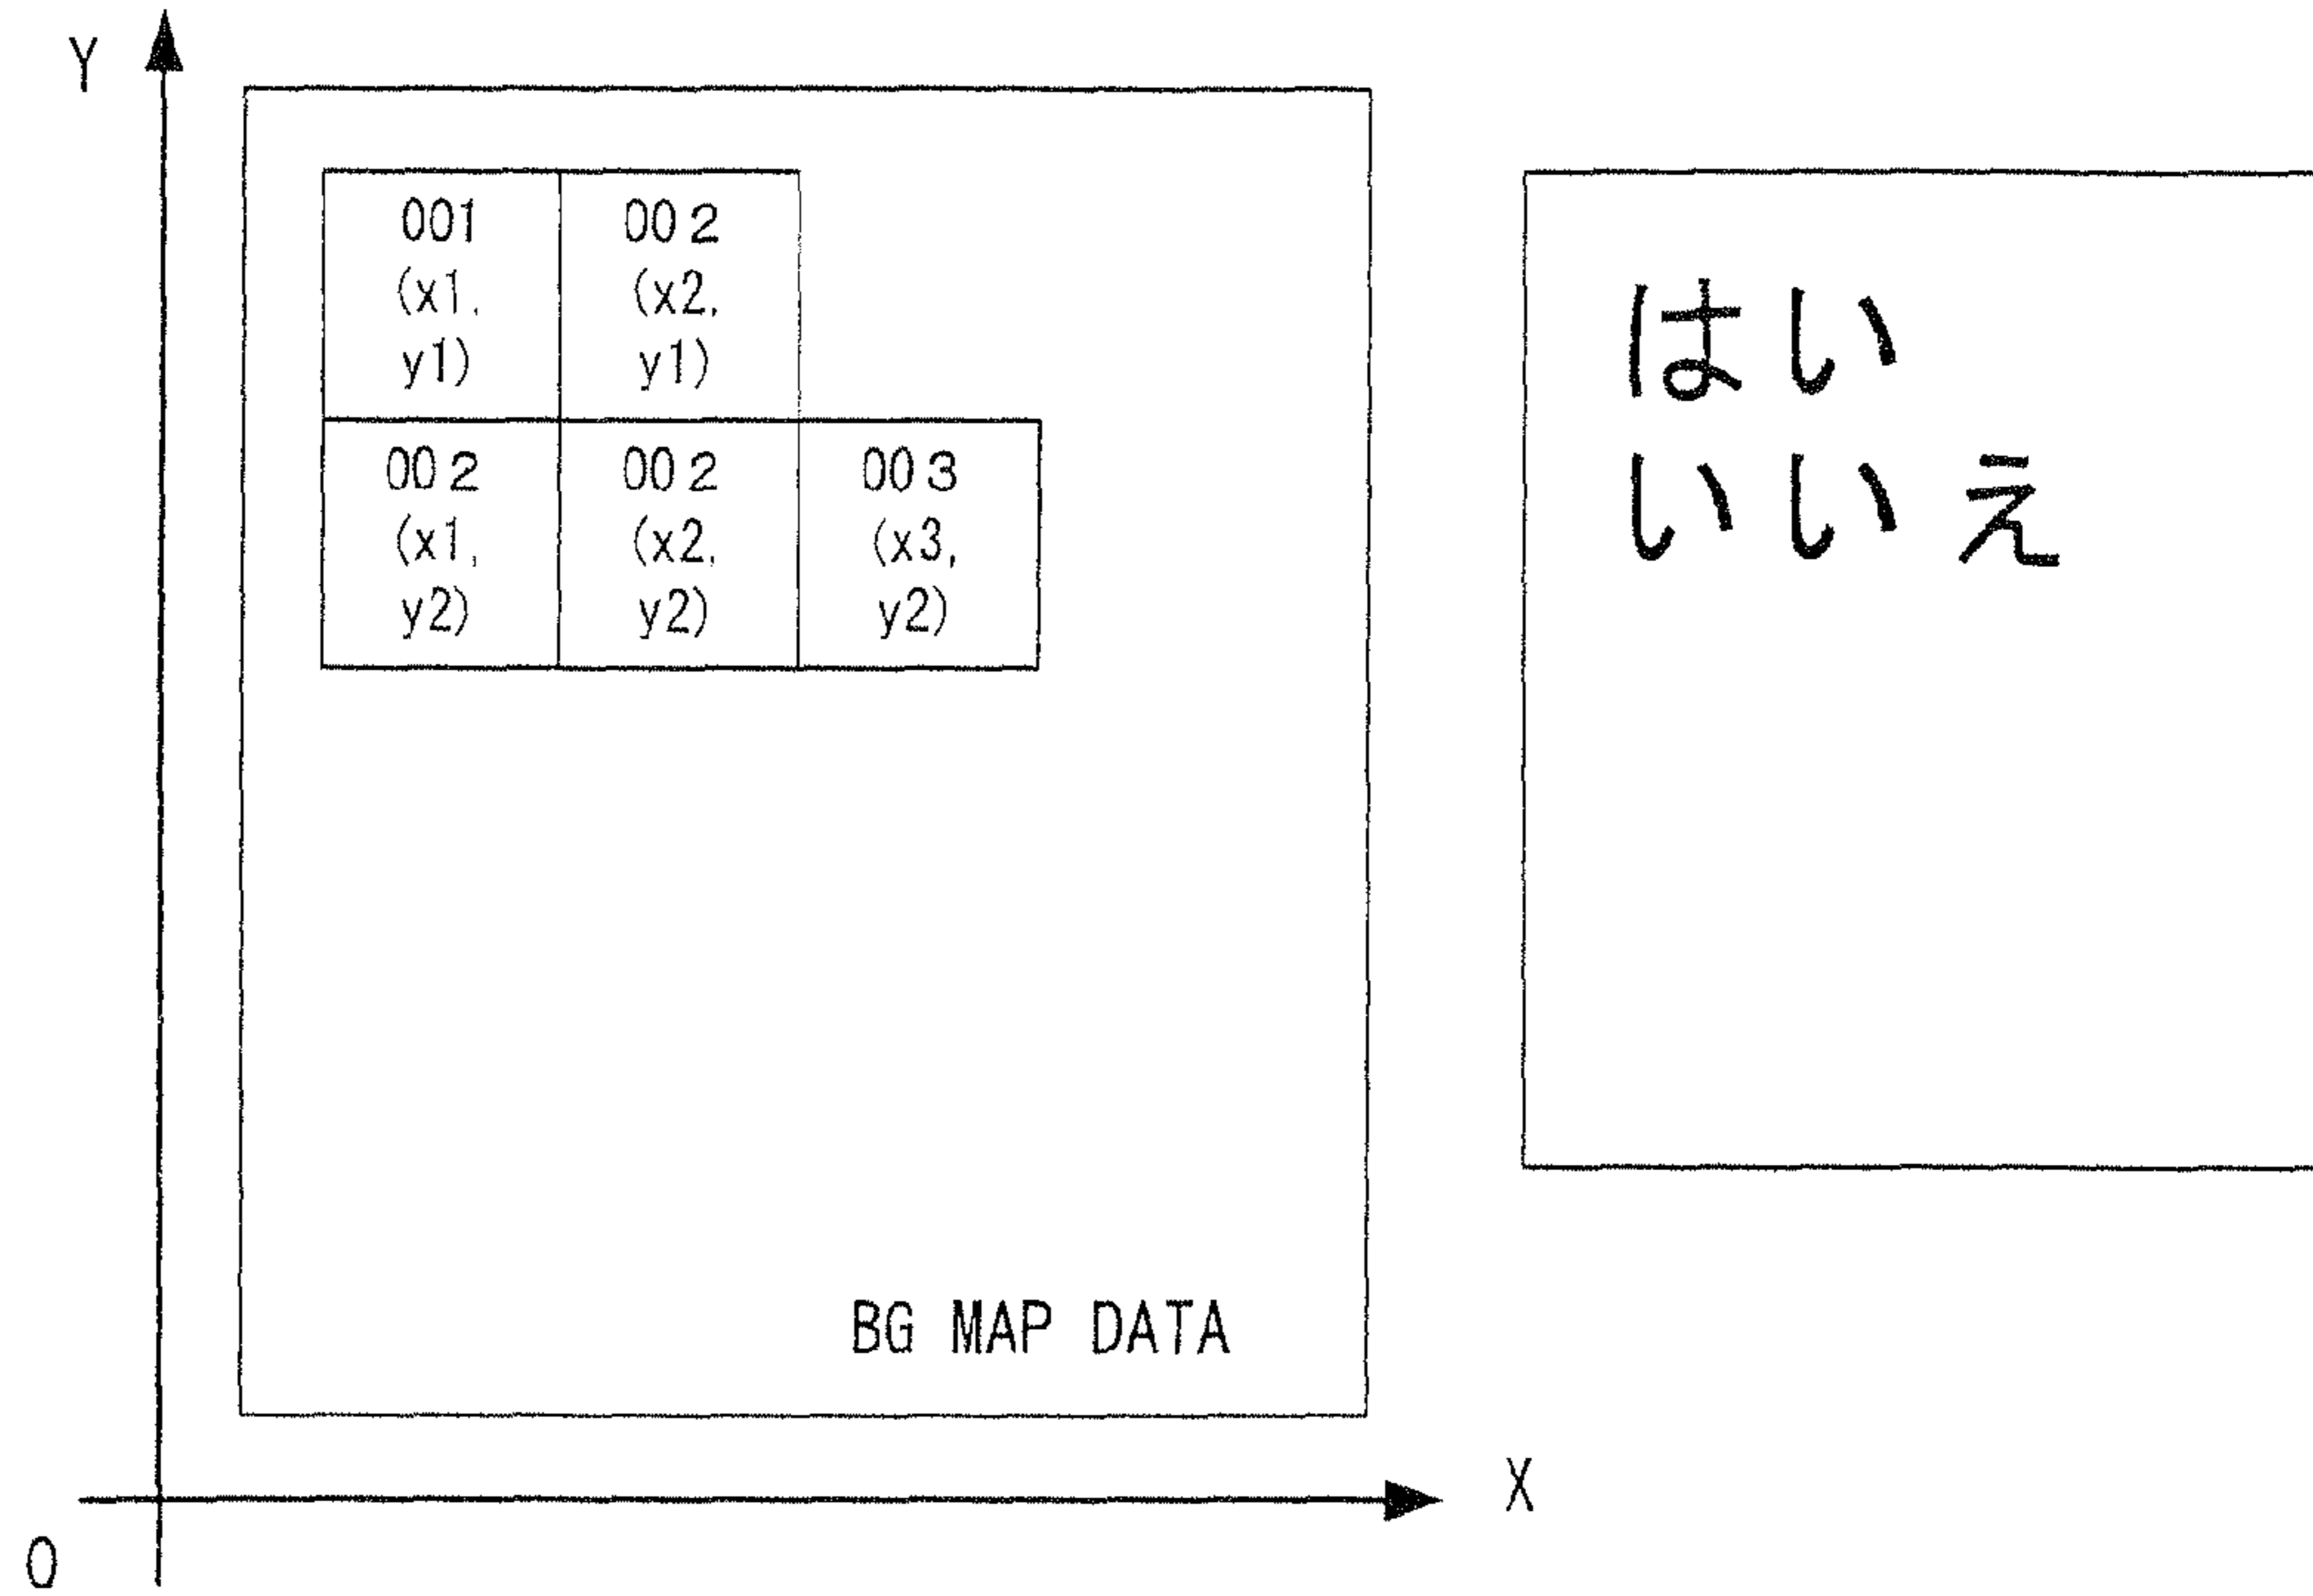 Y
001 002
(x1, (x2,
y1) y1)
002 002 003
(x1, (x2, (x3,
y2) y2) y2)
BG MAP DATA
X
0
はい
いいえ